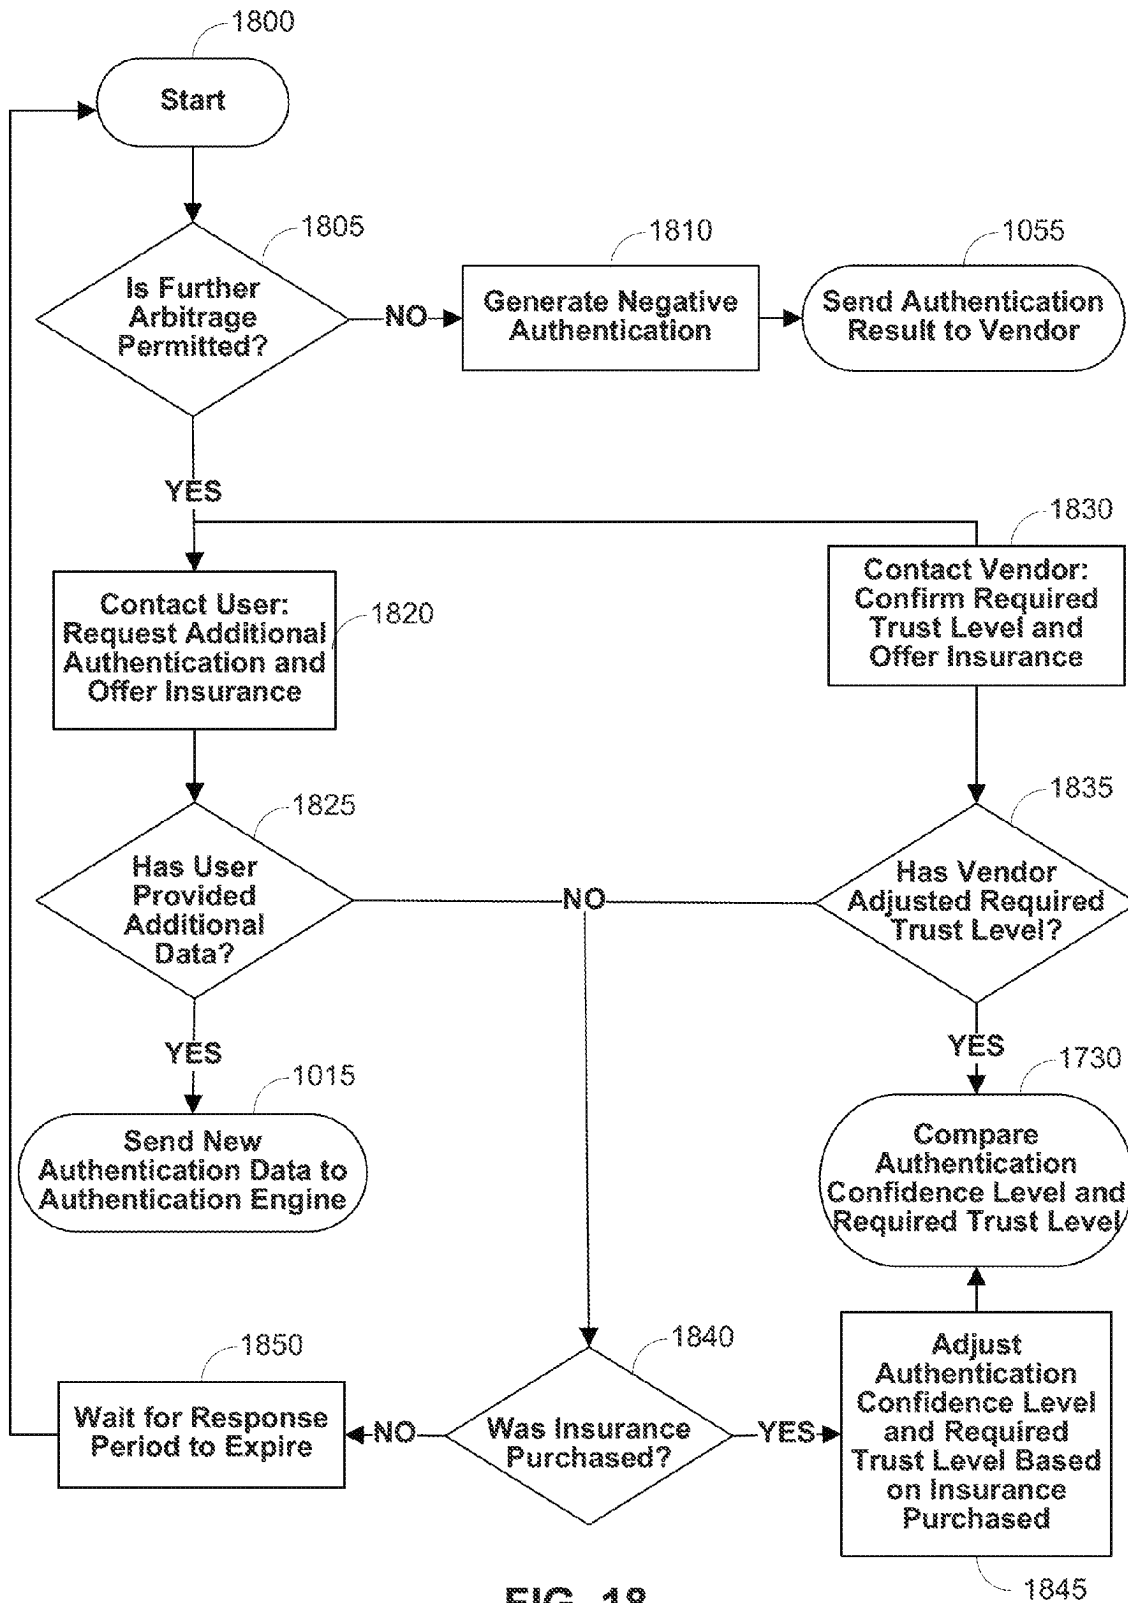 1800
Start
1805
Is Further
Arbitrage
Permitted?
NO
1810
Generate Negative
Authentication
1055
Send Authentication
Result to Vendor
YES
1820
Contact User:
Request Additional
Authentication and
Offer Insurance
1830
Contact Vendor:
Confirm Required
Trust Level and
Offer Insurance
1825
Has User
Provided
Additional
Data?
NO
1835
Has Vendor
Adjusted Required
Trust Level?
YES
1015
Send New
Authentication Data to
Authentication Engine
YES
1730
Compare
Authentication
Confidence Level and
Required Trust Level
1850
Wait for Response
Period to Expire
NO
1840
Was Insurance
Purchased?
YES
Adjust
Authentication
Confidence Level
and Required
Trust Level Based
on Insurance
Purchased
1845
FIG. 18